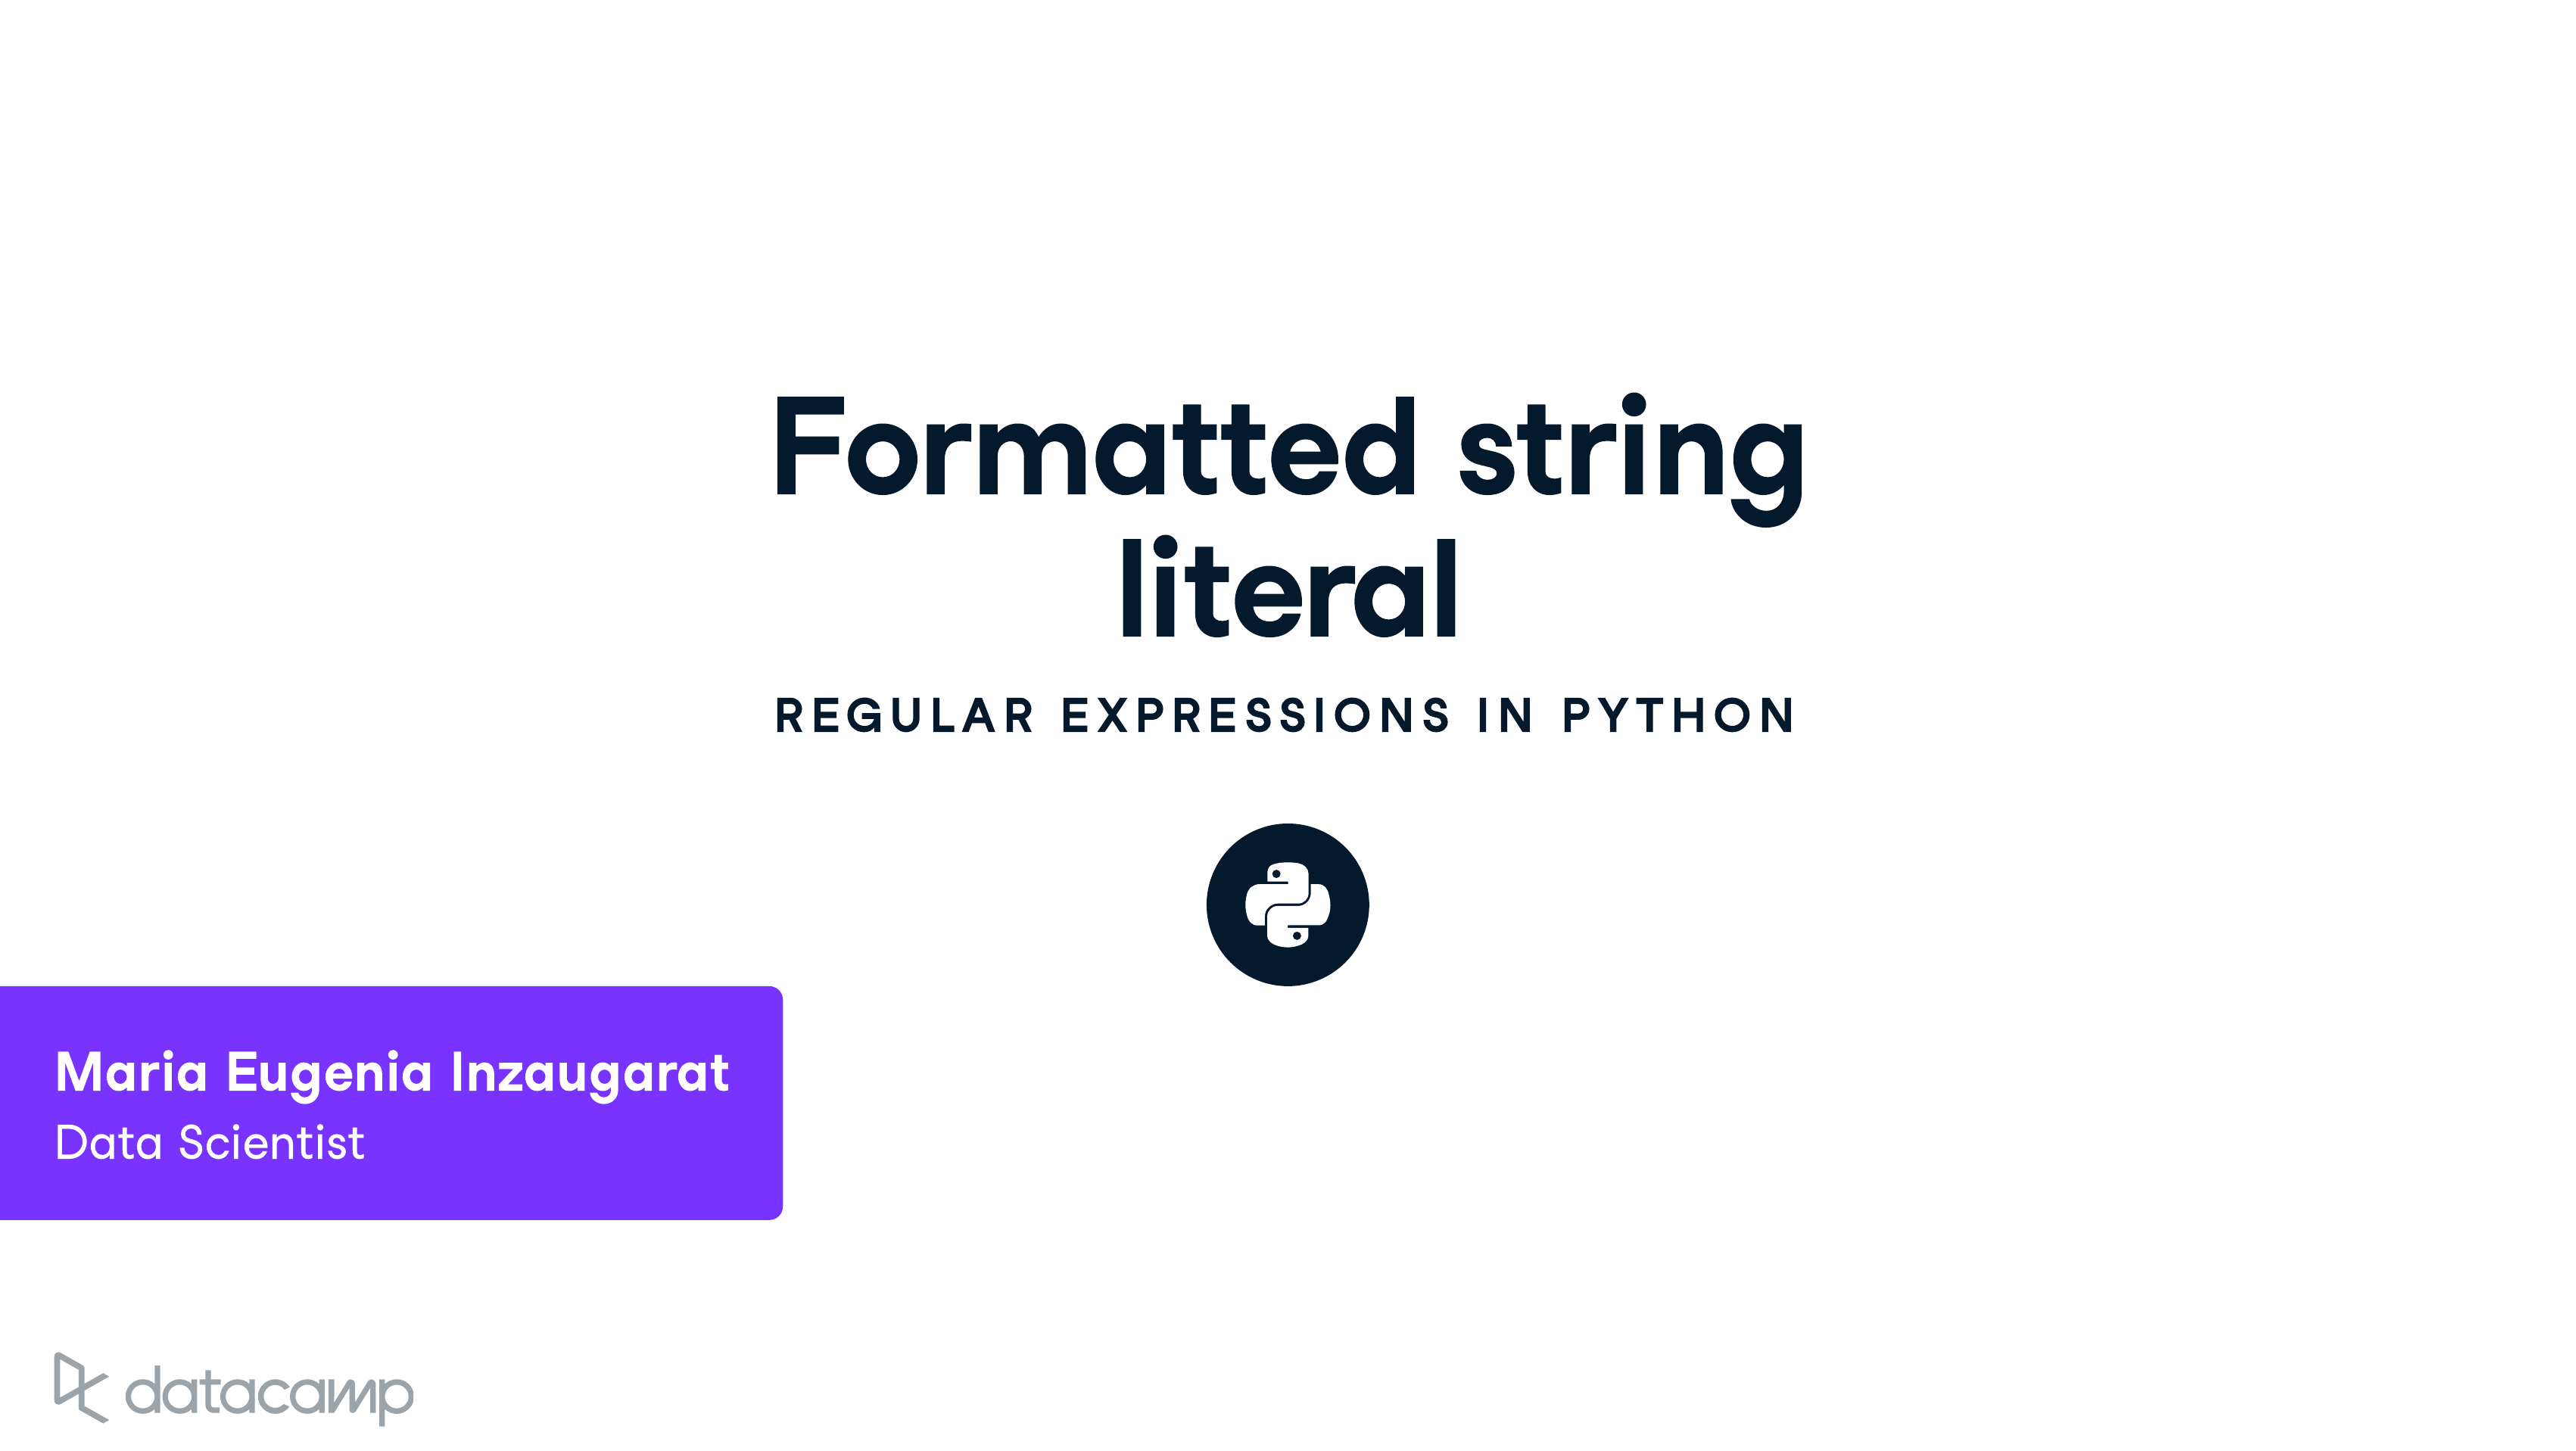 Formatted string
literal
REGULAR EXPRESSIONS IN PYTHON
Maria Eugenia Inzaugarat
Data Scientist
datacamp